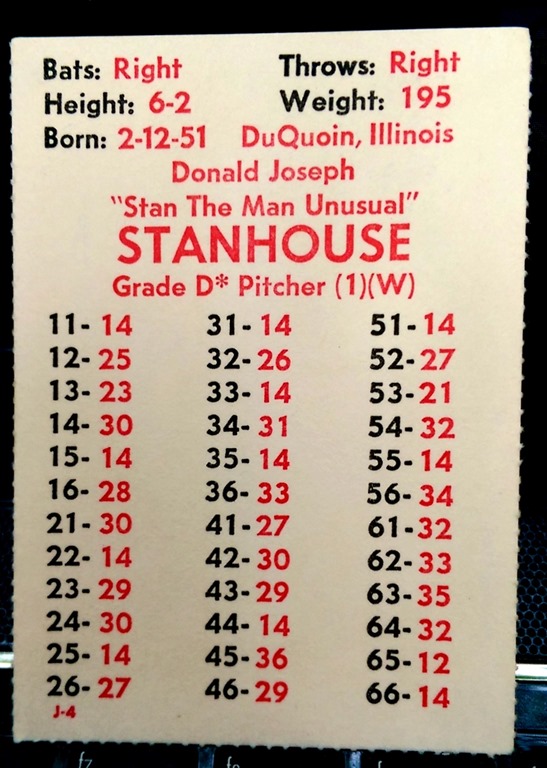 Bats: Right Throws: Right
Height: 6-2 Weight: 195
Born: 2-12-51 DuQuoin, Illinois
Donald Joseph
"Stan The Man Unusual"
STANHOUSE
Grade D* Pitcher (1)(W)
11-14 31-14 51-14
12-25 32-26 52-27
13-23 33-14 53-21
14-30 34-31 54-32
15-14 35-14 55-14
16-28 36-33 56-34
21-30 41-27 61-32
22-14 42-30 62-33
23-29 43-29 63-35
24-30 44-14 64-32
25-14 45-36 65-12
26-27 46-29 66-14
J-4